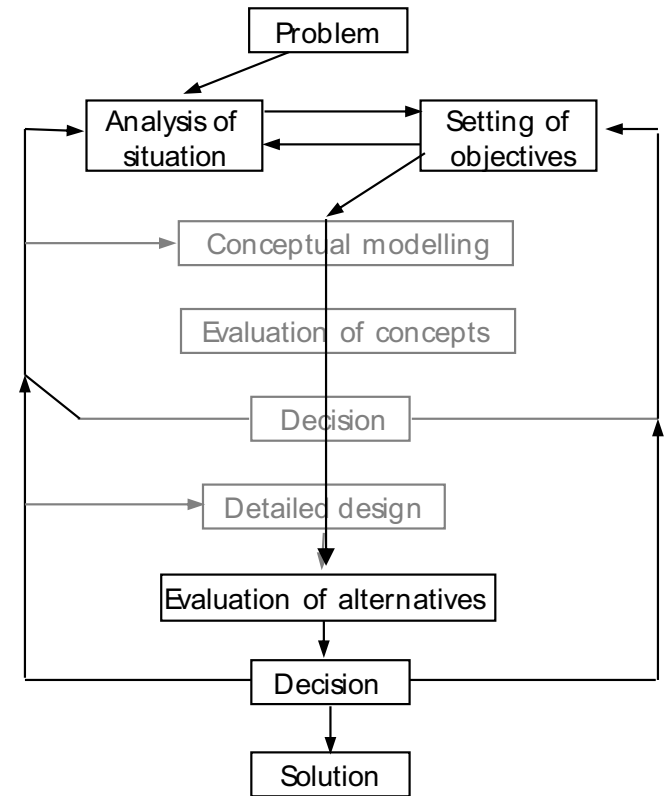 Problem
Analysis of
situation
Setting of
objectives
Conceptual modelling
Evaluation of concepts
Decision
Detailed design
Evaluation of alternatives
Decision
Solution